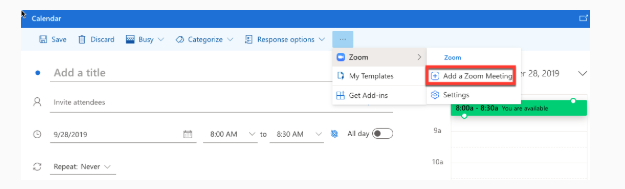 Calendar
Save Discard Busy Categorize Response options ...
Zoom Zoom
Add a title My Templates Add a Zoom Meeting r 28, 2019
Invite attendees Get Add-ins Settings
8:00a - 8:30a You are available
9/28/2019 8:00 AM to 8:30 AM All day 9a
10a
Repeat: Never